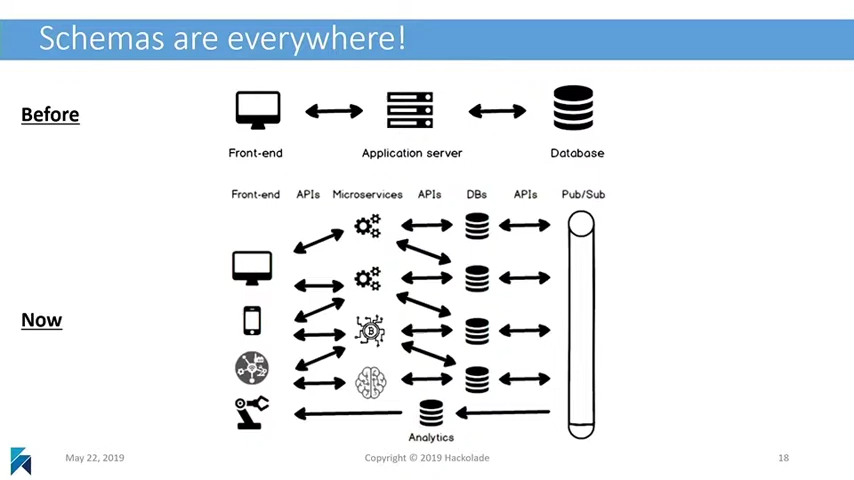 Schemas are everywhere!
Before
Front-end Application server Database
Front-end APIs Microservices APIs DBs APIs Pub/Sub
Now
B
Analytics
May 22, 2019 Copyright © 2019 Hackolade 18